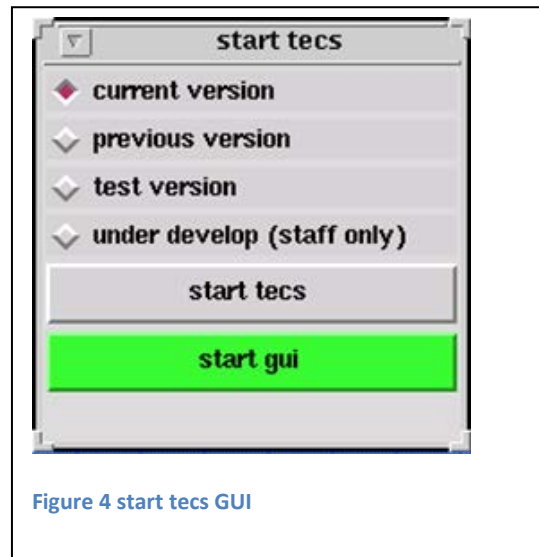 start tecs
current version
previous version
test version
under develop (staff only)
start tecs
start gui
Figure 4 start tecs GUI